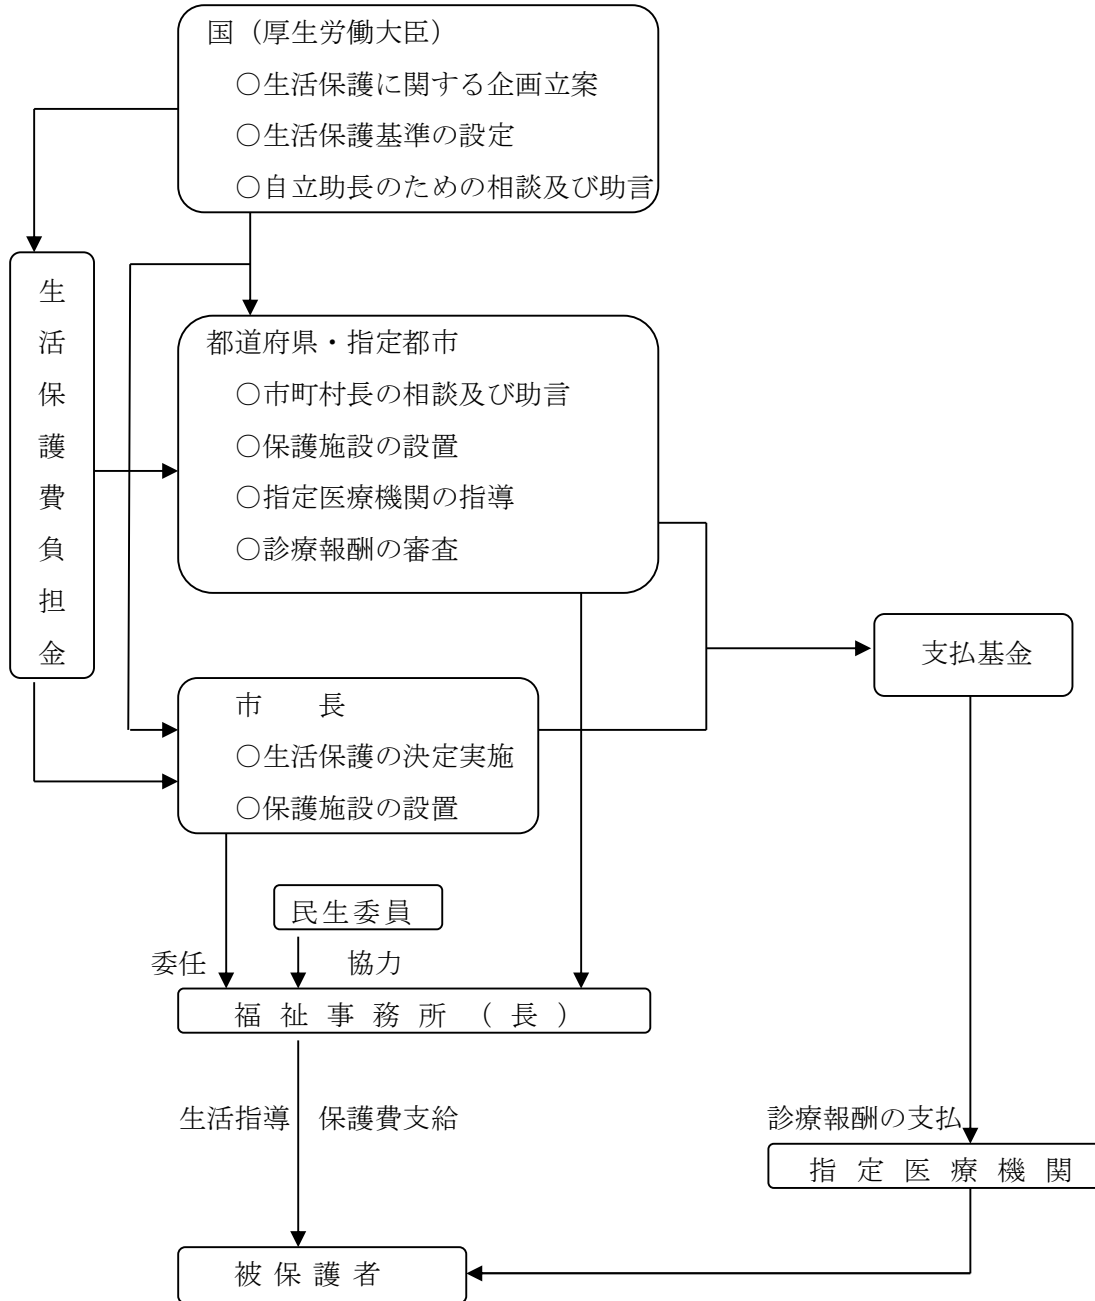 国（厚生労働大臣）
○生活保護に関する企画立案
○生活保護基準の設定
○自立助長のための相談及び助言
生活保護費負担金
都道府県・指定都市
○市町村長の相談及び助言
○保護施設の設置
○指定医療機関の指導
○診療報酬の審査
支払基金
市　　長
○生活保護の決定実施
○保護施設の設置
民生委員
委任
協力
福祉事務所（長）
生活指導
保護費支給
診療報酬の支払
指定医療機関
被保護者